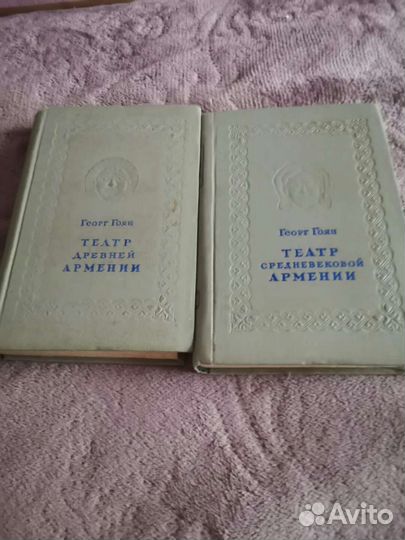 Георг Гоян
ТЕАТР
ДРЕВНЕЙ
АРМЕНИИ
Георг Гоян
ТЕАТР
СРЕДНЕВЕКОВОЙ
АРМЕНИИ
Avito